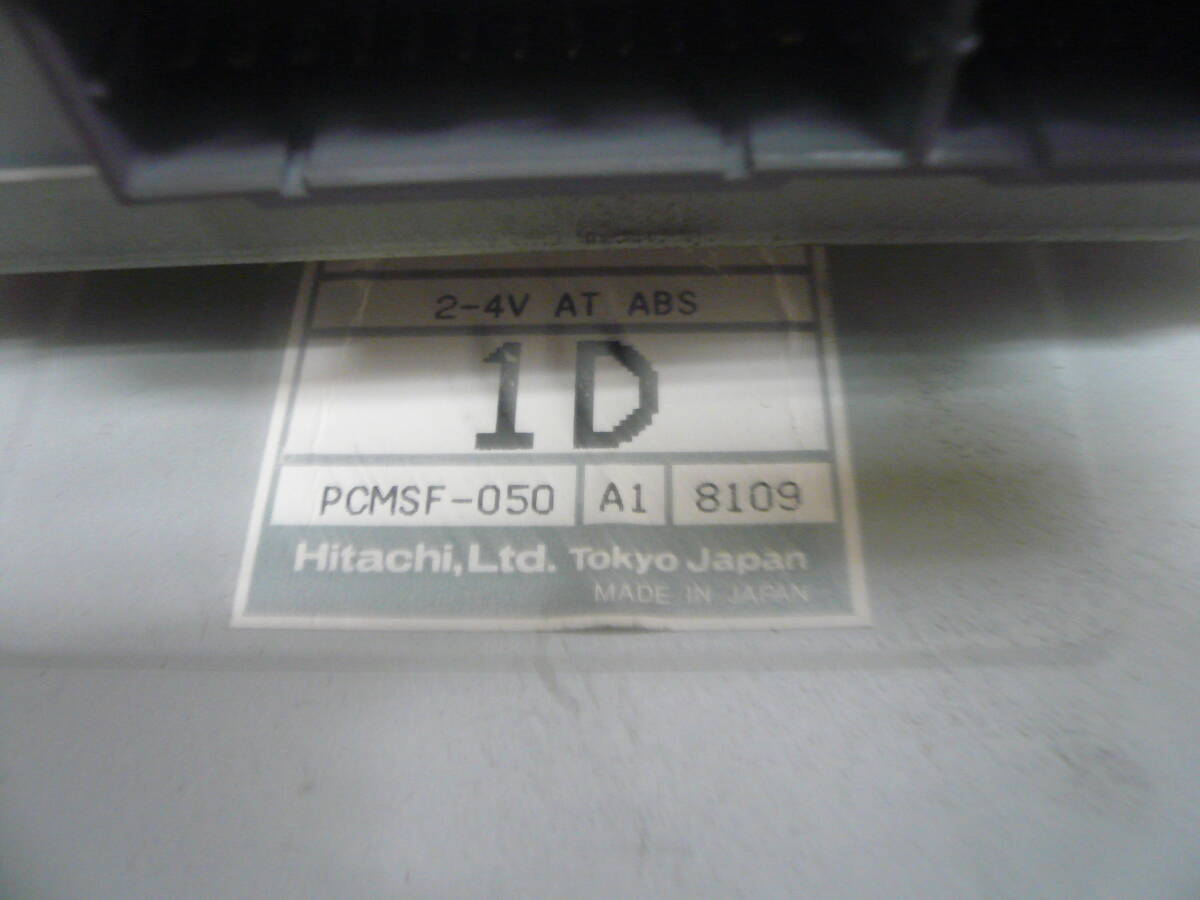 2-4V AT ABS
1D
PCMSF-050 A1 8109
Hitachi,Ltd. Tokyo Japan
MADE IN JAPAN